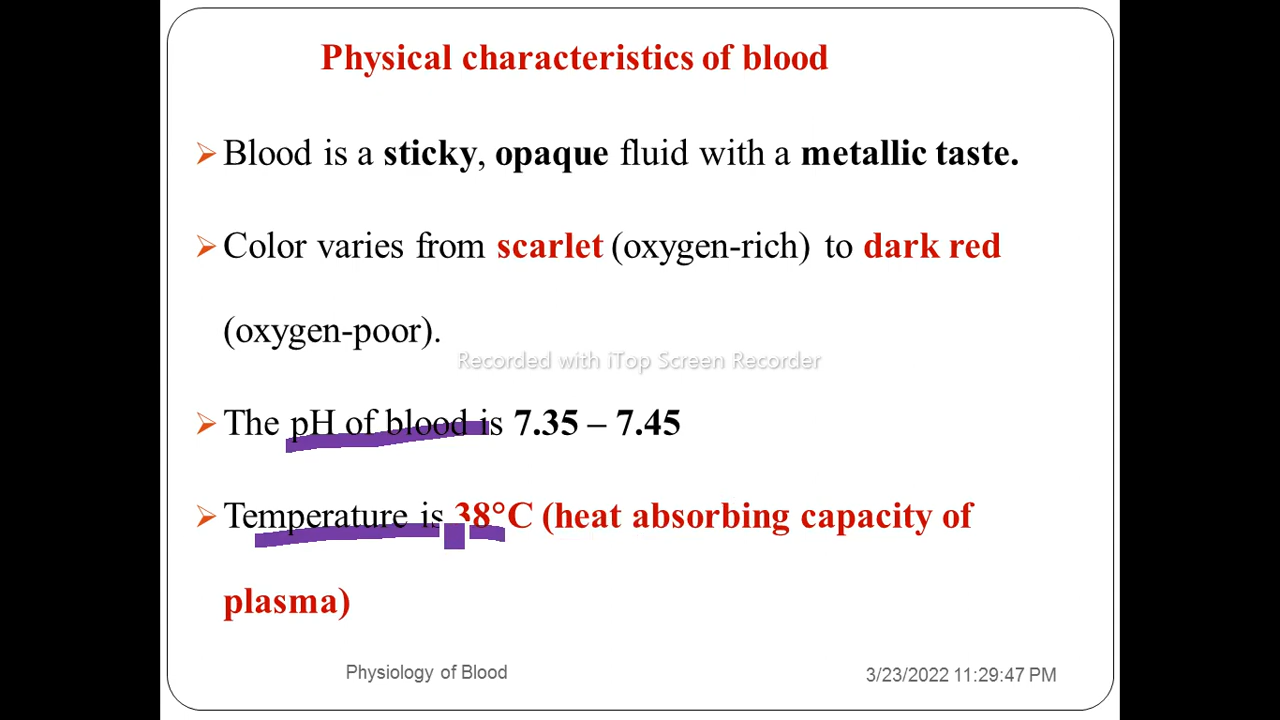 Physical characteristics of blood
Blood is a sticky, opaque fluid with a metallic taste.
Color varies from scarlet (oxygen-rich) to dark red
(oxygen-poor).
Recorded with iTop Screen Recorder
The pH of blood is 7.35 – 7.45
Temperature is 38°C (heat absorbing capacity of
plasma)
Physiology of Blood
3/23/2022 11:29:47 PM